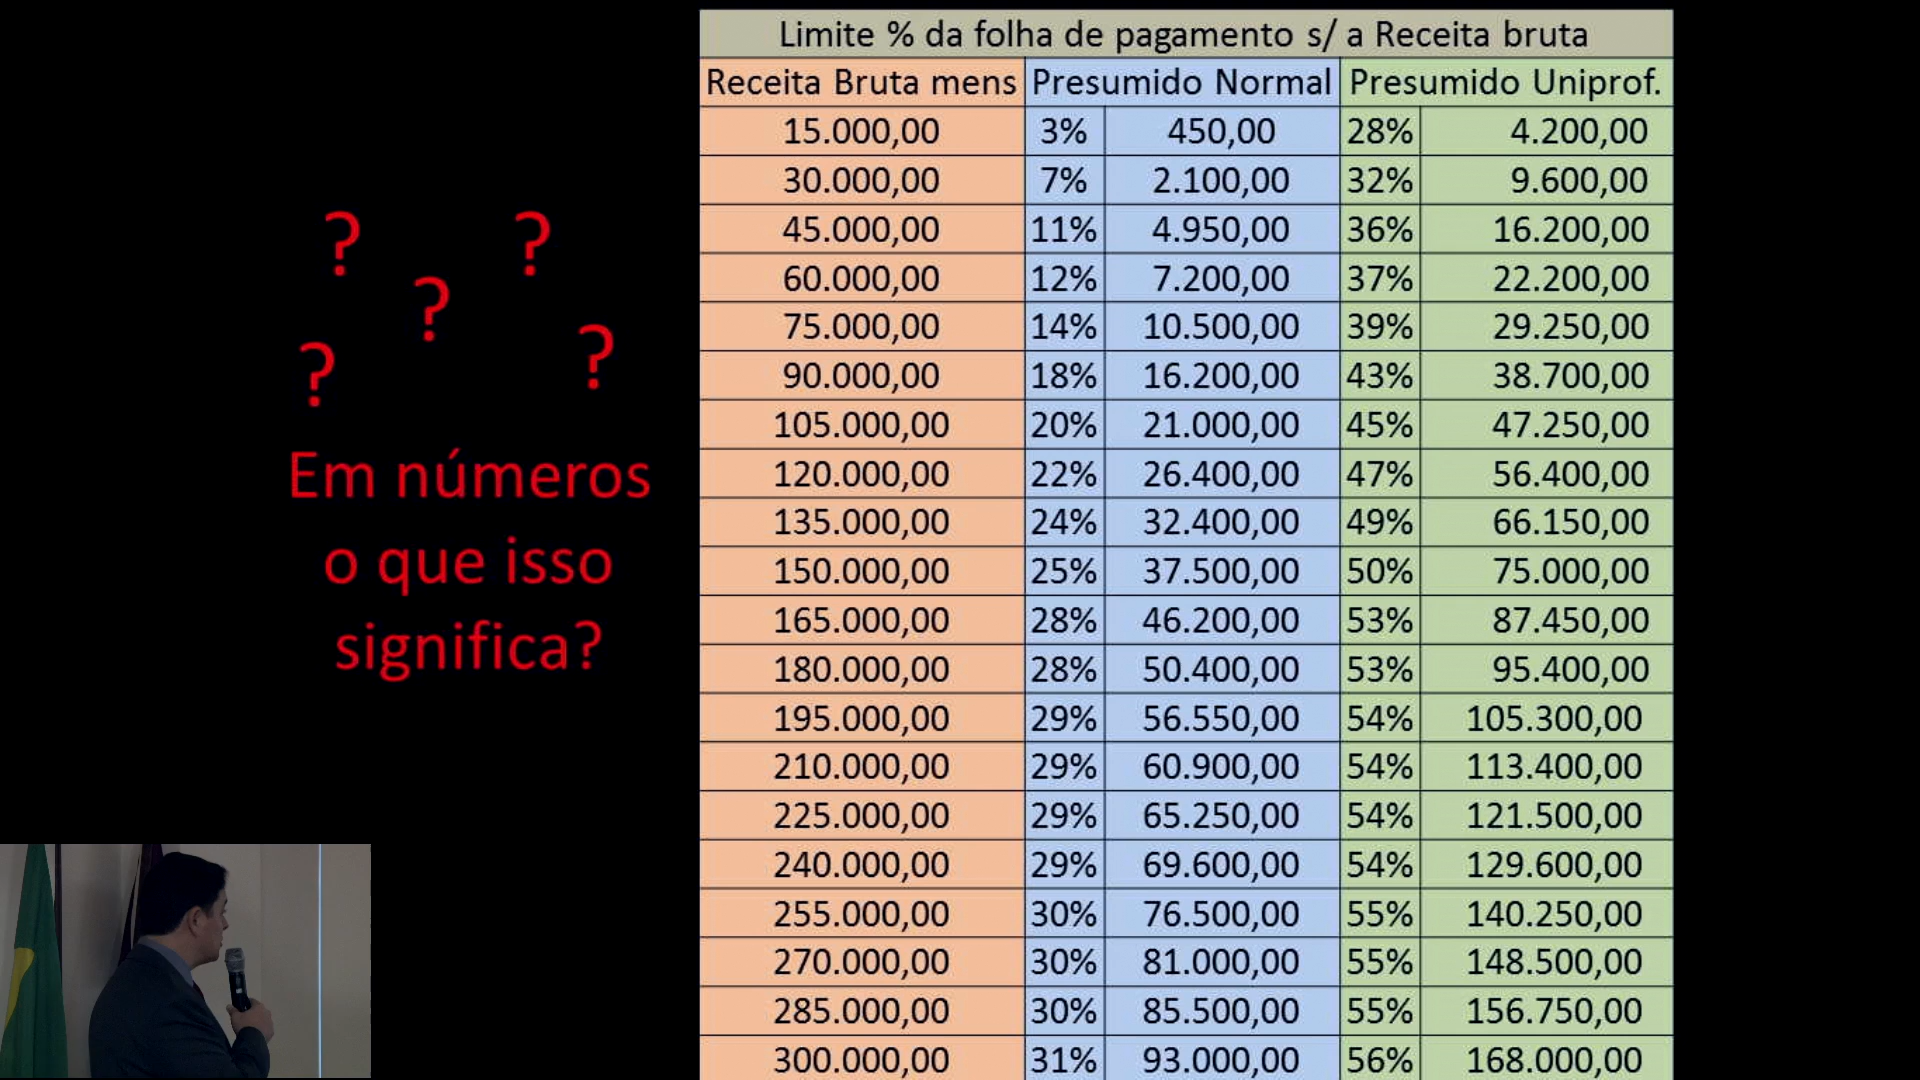 ? ?
?
? ?
Em números
o que isso
significa?
Limite % da folha de pagamento s/ a Receita bruta
Receita Bruta mens Presumido Normal Presumido Uniprof.
15.000,00 3% 450,00 28% 4.200,00
30.000,00 7% 2.100,00 32% 9.600,00
45.000,00 11% 4.950,00 36% 16.200,00
60.000,00 12% 7.200,00 37% 22.200,00
75.000,00 14% 10.500,00 39% 29.250,00
90.000,00 18% 16.200,00 43% 38.700,00
105.000,00 20% 21.000,00 45% 47.250,00
120.000,00 22% 26.400,00 47% 56.400,00
135.000,00 24% 32.400,00 49% 66.150,00
150.000,00 25% 37.500,00 50% 75.000,00
165.000,00 28% 46.200,00 53% 87.450,00
180.000,00 28% 50.400,00 53% 95.400,00
195.000,00 29% 56.550,00 54% 105.300,00
210.000,00 29% 60.900,00 54% 113.400,00
225.000,00 29% 65.250,00 54% 121.500,00
240.000,00 29% 69.600,00 54% 129.600,00
255.000,00 30% 76.500,00 55% 140.250,00
270.000,00 30% 81.000,00 55% 148.500,00
285.000,00 30% 85.500,00 55% 156.750,00
300.000,00 31% 93.000,00 56% 168.000,00